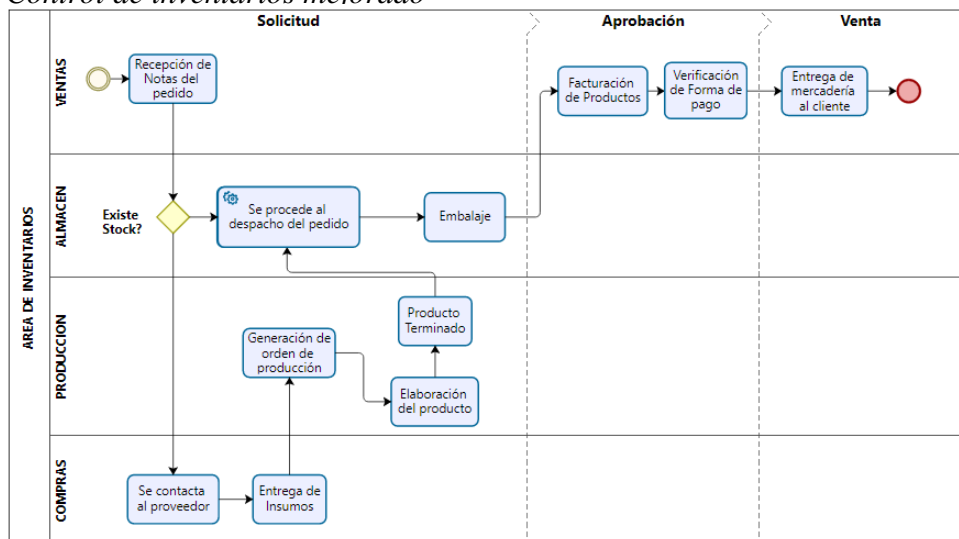 Control de inventarios mejorado
Solicitud
Aprobación
Venta
AREA DE INVENTARIOS
VENTAS
Recepción de
Notas del
pedido
Facturación
de Productos
Verificación
de Forma de
pago
Entrega de
mercadería
al cliente
ALMACEN
Existe
Stock?
Se procede al
despacho del pedido
Embalaje
PRODUCCION
Producto
Terminado
Generación de
orden de
producción
Elaboración
del producto
COMPRAS
Se contacta
al proveedor
Entrega de
Insumos